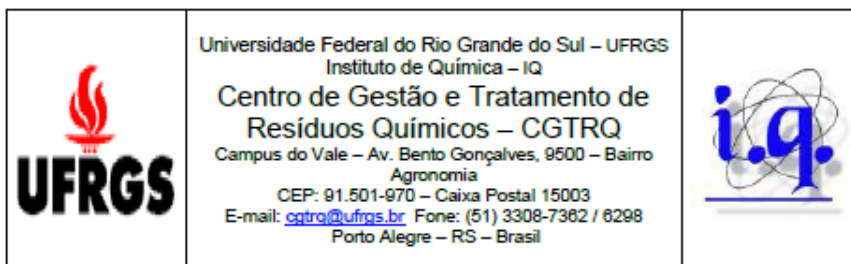 UFRGS
Universidade Federal do Rio Grande do Sul – UFRGS
Instituto de Química – IQ
Centro de Gestão e Tratamento de
Resíduos Químicos – CGTRQ
Campus do Vale – Av. Bento Gonçalves, 9500 – Bairro
Agronomia
CEP: 91.501-970 – Caixa Postal 15003
E-mail: cgtrq@ufrgs.br Fone: (51) 3308-7362 / 6298
Porto Alegre – RS – Brasil
i.q.